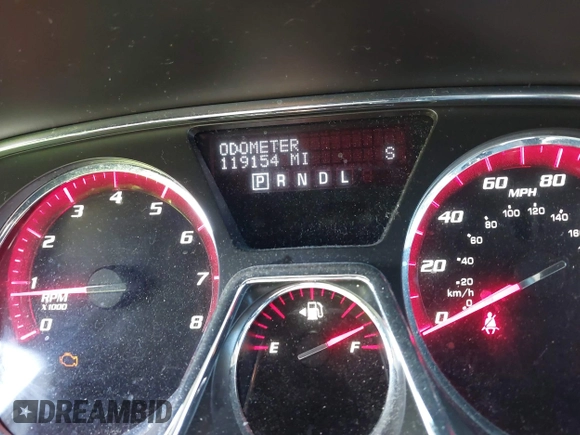 ODOMETER
119154 MI S
P R N D L
0 1 2 3 4 5 6 7 8
RPM
X1000
E F
0 20 40 60 80
MPH
0 20 40 60 80 100 120 140
km/h
DREAMBID